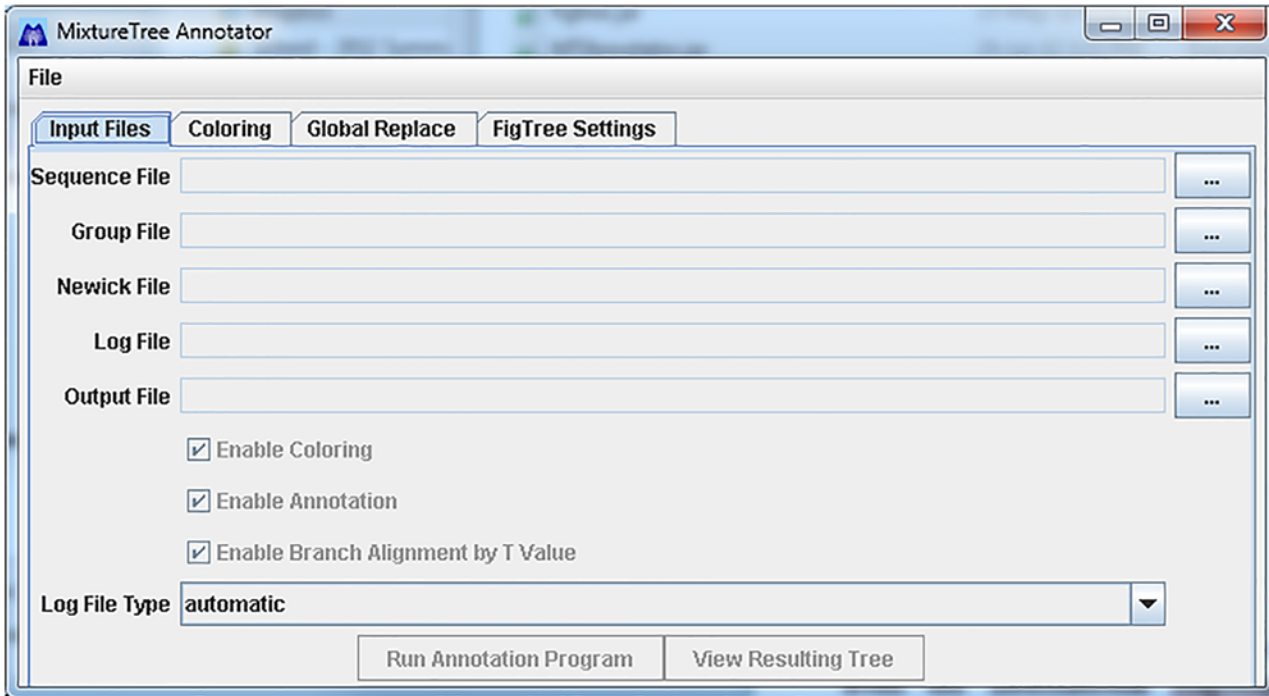 MixtureTree Annotator
File
Input Files Coloring Global Replace FigTree Settings
Sequence File ...
Group File ...
Newick File ...
Log File ...
Output File ...
Enable Coloring
Enable Annotation
Enable Branch Alignment by T Value
Log File Type automatic
Run Annotation Program View Resulting Tree